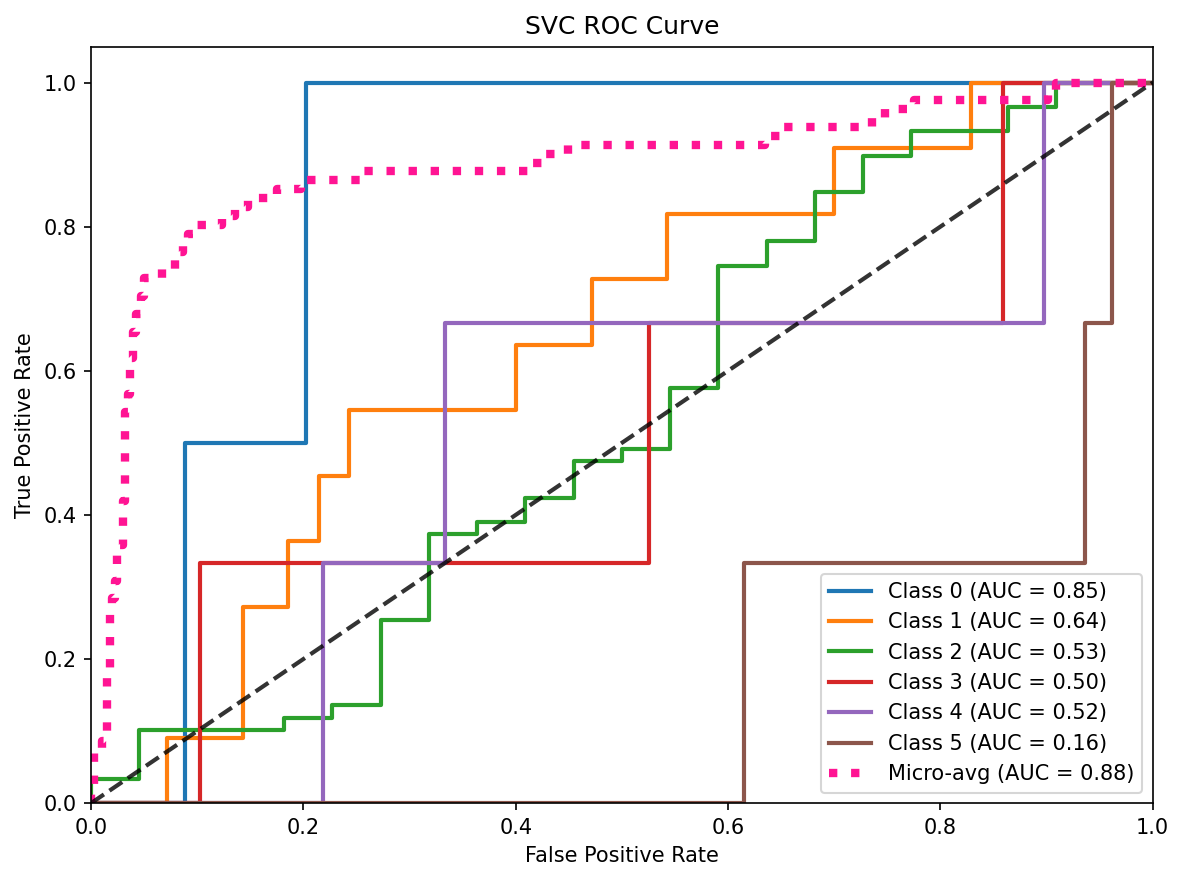 SVC ROC Curve
True Positive Rate
1.0
0.8
0.6
0.4
0.2
0.0
0.0 0.2 0.4 0.6 0.8 1.0
False Positive Rate
Class 0 (AUC = 0.85)
Class 1 (AUC = 0.64)
Class 2 (AUC = 0.53)
Class 3 (AUC = 0.50)
Class 4 (AUC = 0.52)
Class 5 (AUC = 0.16)
Micro-avg (AUC = 0.88)